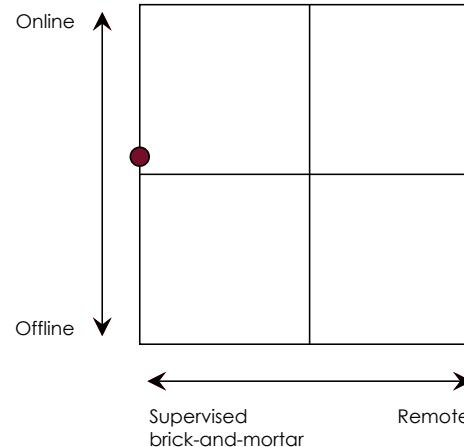 Online
Offline
Supervised
brick-and-mortar
Remote